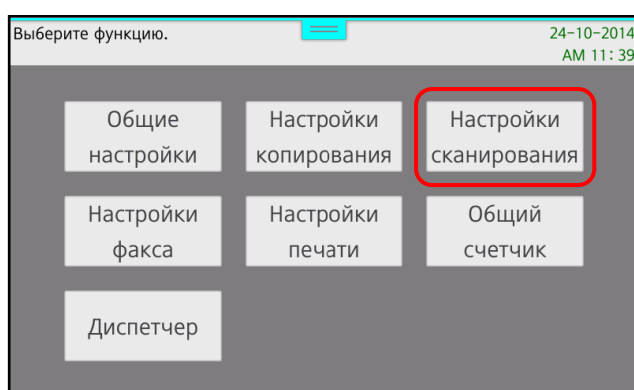 Выберите функцию.
24-10-2014
AM 11:39
Общие
настройки
Настройки
копирования
Настройки
сканирования
Настройки
факса
Настройки
печати
Общий
счетчик
Диспетчер